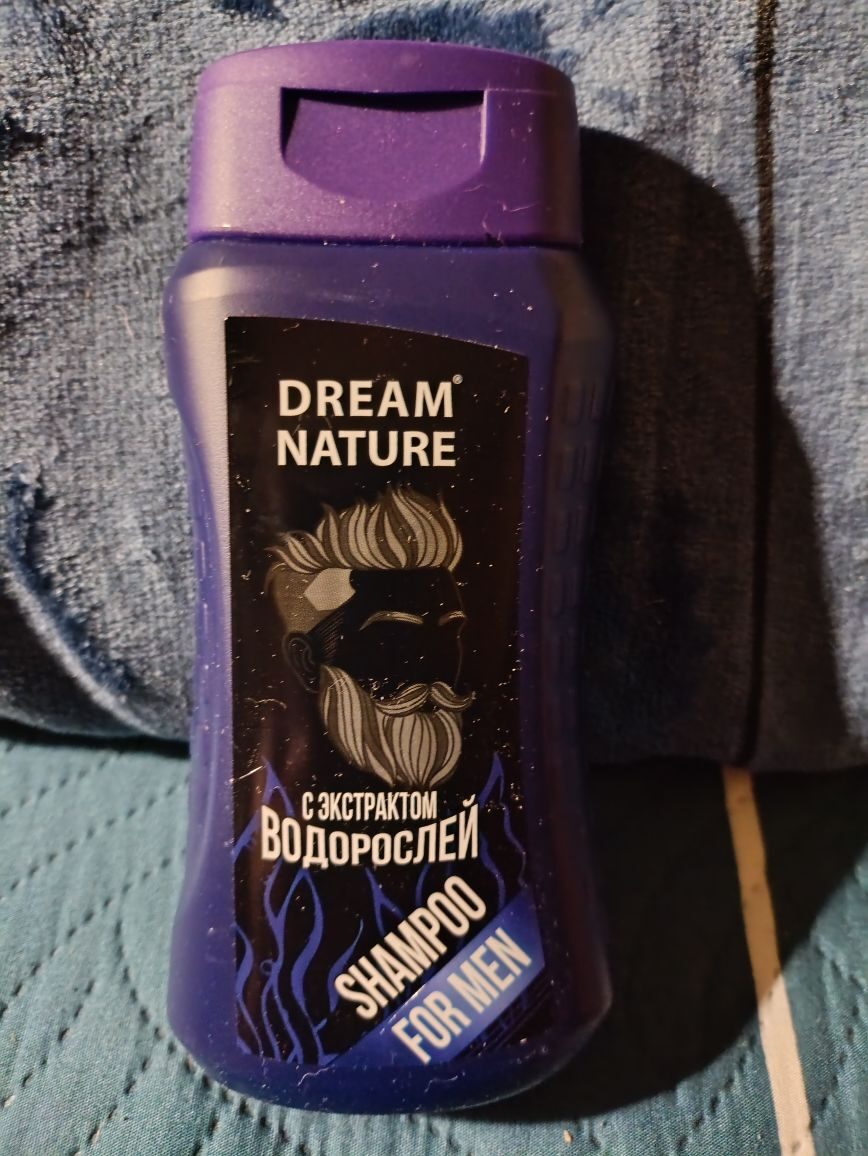 DREAM®
NATURE
С ЭКСТРАКТОМ
ВОДОРОСЛЕЙ
SHAMPOO
FOR MEN